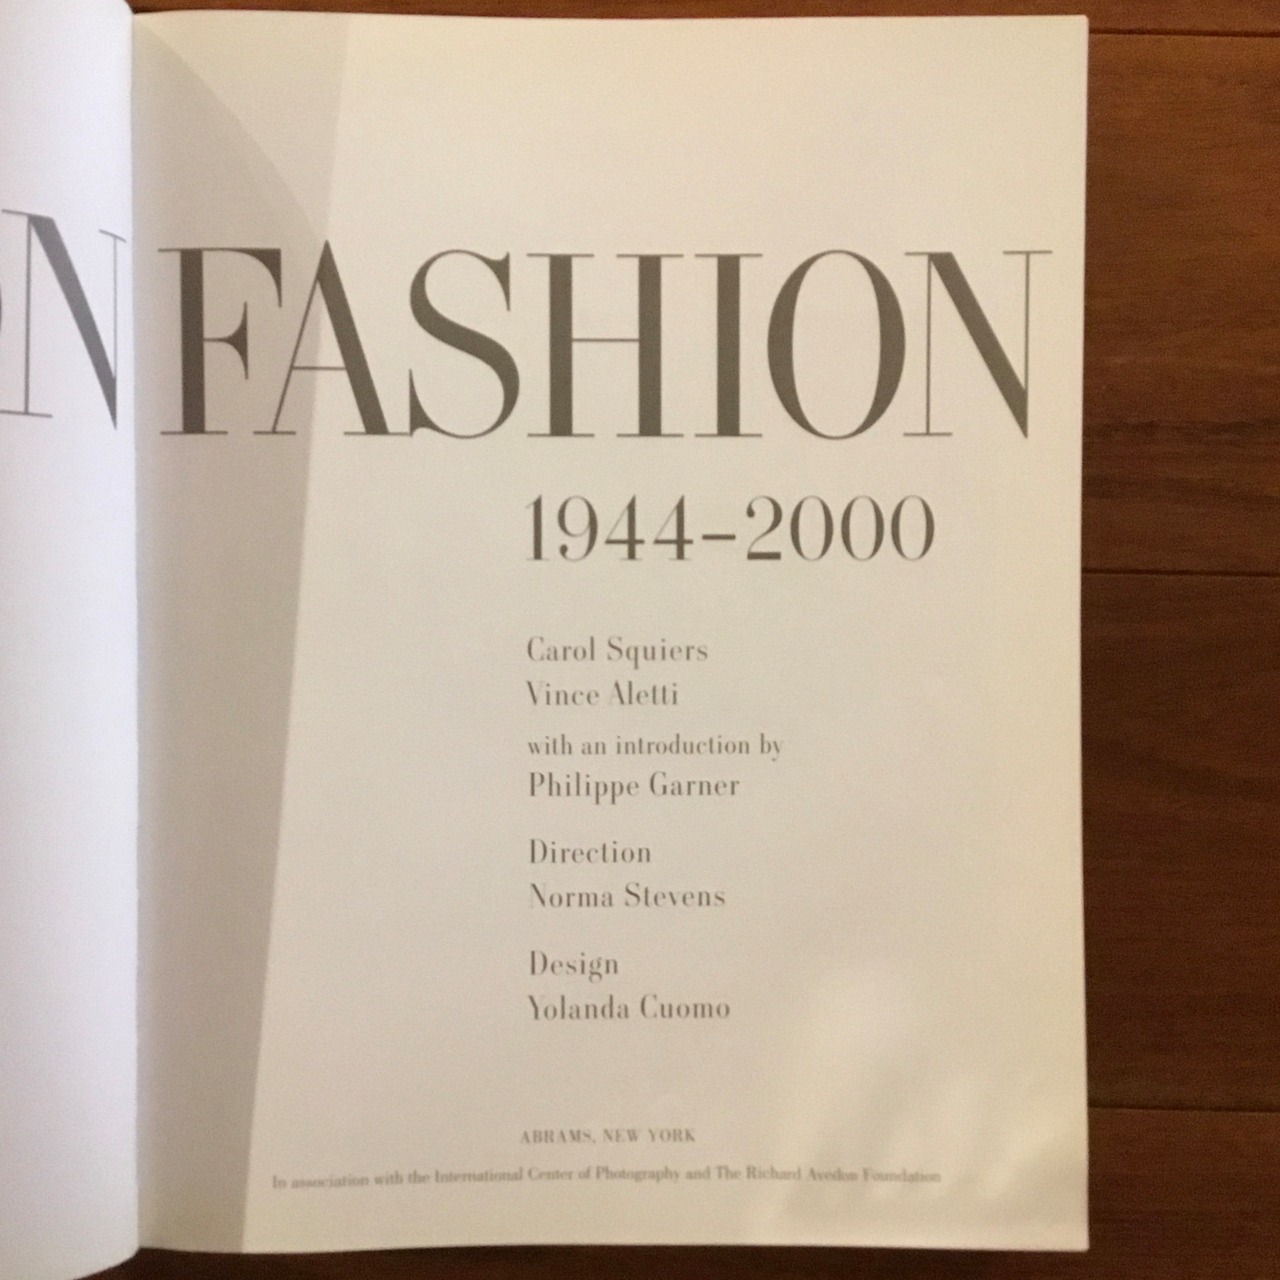 N FASHION
1944–2000
Carol Squiers
Vince Aletti
with an introduction by
Philippe Garner
Direction
Norma Stevens
Design
Yolanda Cuomo
ABRAMS, NEW YORK
In association with the International Center of Photography and The Richard Avedon Foundation